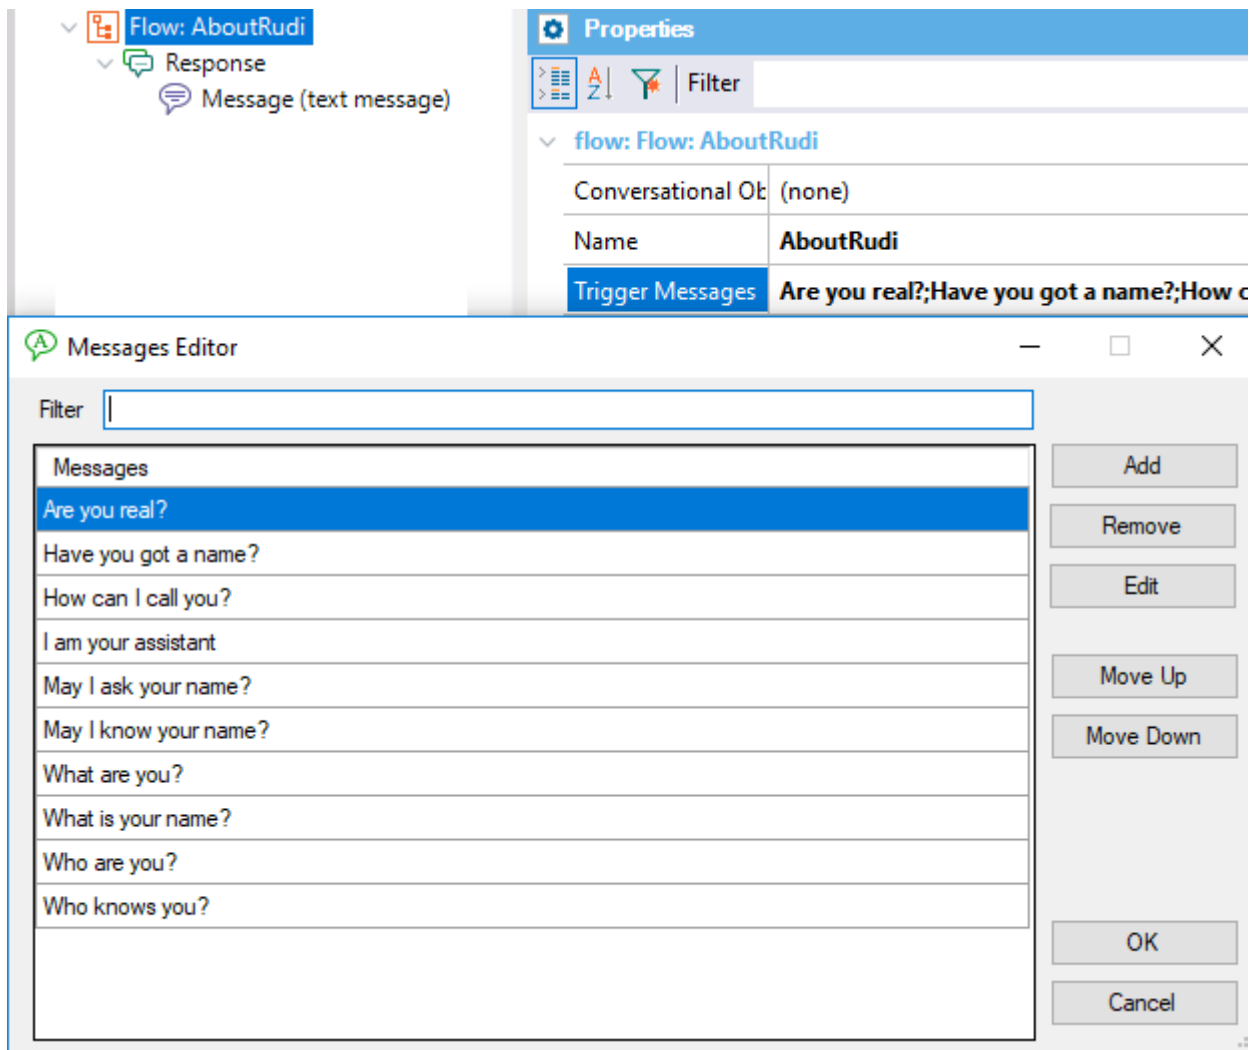 Flow: AboutRudi
Response
Message (text message)
Properties
Filter
flow: Flow: AboutRudi
Conversational Ob (none)
Name AboutRudi
Trigger Messages Are you real?;Have you got a name?;How c
Messages Editor
Filter
Messages
Are you real?
Have you got a name?
How can I call you?
I am your assistant
May I ask your name?
May I know your name?
What are you?
What is your name?
Who are you?
Who knows you?
Add
Remove
Edit
Move Up
Move Down
OK
Cancel